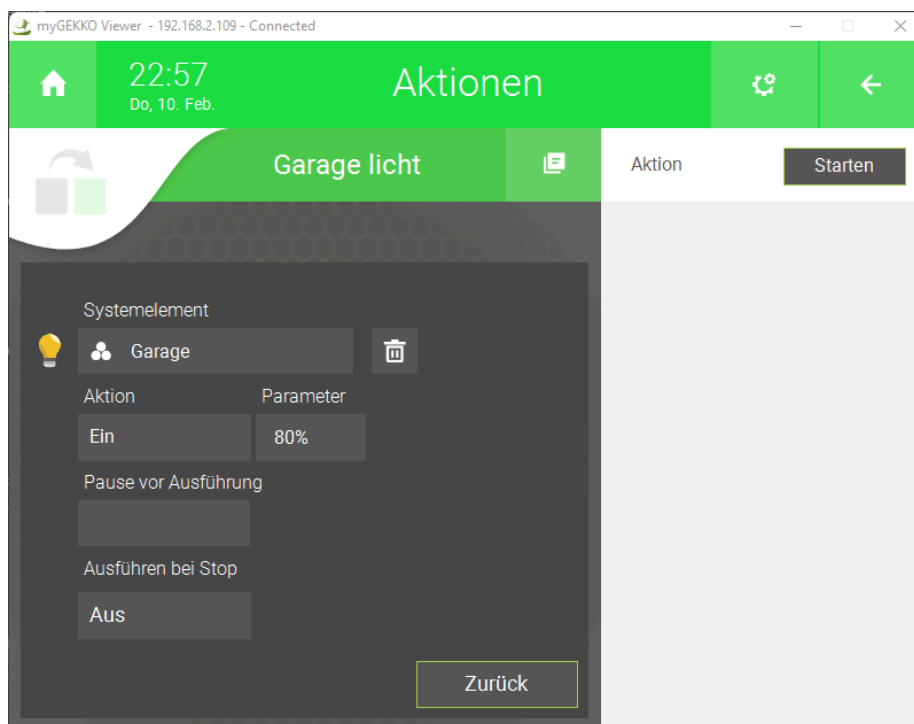 myGEKKO Viewer - 192.168.2.109 - Connected
22:57
Do, 10. Feb.
Aktionen
Garage licht
Aktion
Starten
Systemelement
Garage
Aktion
Parameter
Ein
80%
Pause vor Ausführung
Ausführen bei Stop
Aus
Zurück